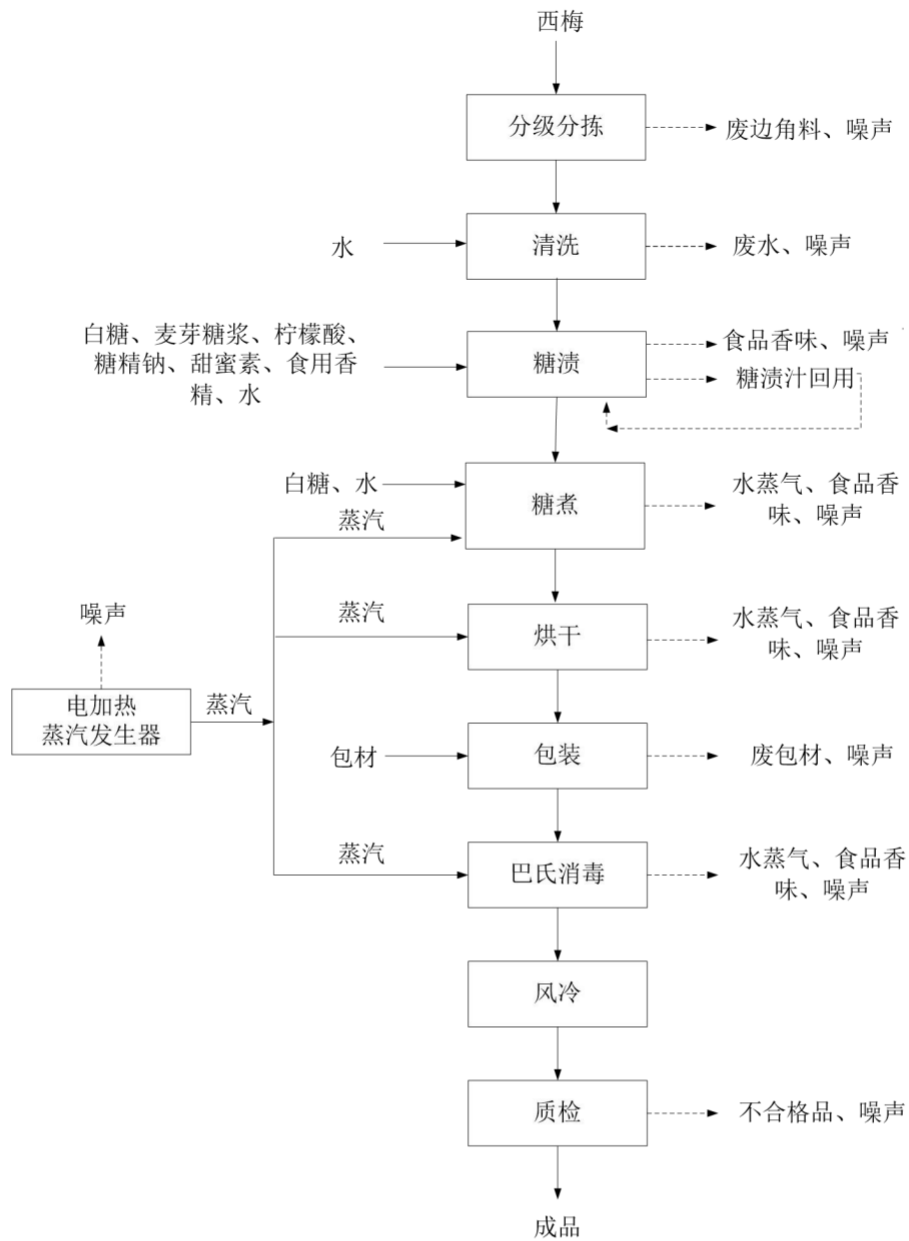 西梅
分级分拣
废边角料、噪声
水
清洗
废水、噪声
白糖、麦芽糖浆、柠檬酸、
糖精钠、甜蜜素、食用香
精、水
糖渍
食品香味、噪声
糖渍汁回用
白糖、水
蒸汽
糖煮
水蒸气、食品香
味、噪声
噪声
蒸汽
烘干
水蒸气、食品香
味、噪声
电加热
蒸汽发生器
蒸汽
包材
包装
废包材、噪声
蒸汽
巴氏消毒
水蒸气、食品香
味、噪声
风冷
质检
不合格品、噪声
成品